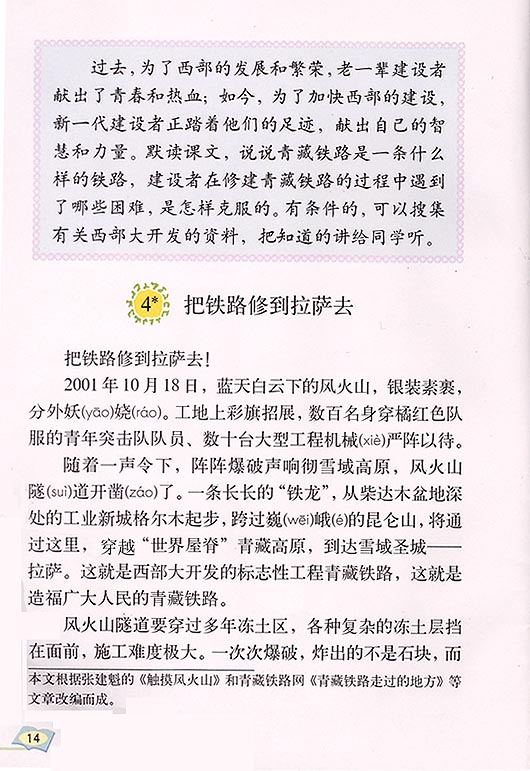 过去，为了西部的发展和繁荣，老一辈建设者
献出了青春和热血；如今，为了加快西部的建设，
新一代建设者正踏着他们的足迹，献出自己的智
慧和力量。默读课文，说说青藏铁路是一条什么
样的铁路，建设者在修建青藏铁路的过程中遇到
了哪些困难，是怎样克服的。有条件的，可以搜集
有关西部大开发的资料，把知道的讲给同学听。
4* 把铁路修到拉萨去
把铁路修到拉萨去！
2001年10月18日，蓝天白云下的风火山，银装素裹，
分外妖(yāo)娆(ráo)。工地上彩旗招展，数百名身穿橘红色队
服的青年突击队队员、数十台大型工程机械(xiè)严阵以待。
随着一声令下，阵阵爆破声响彻雪域高原，风火山
隧(suì)道开凿(záo)了。一条长长的“铁龙”，从柴达木盆地深
处的工业新城格尔木起步，跨过巍(wēi)峨(é)的昆仑山，将通
过这里，穿越“世界屋脊”青藏高原，到达雪域圣城——
拉萨。这就是西部大开发的标志性工程青藏铁路，这就是
造福广大人民的青藏铁路。
风火山隧道要穿过多年冻土区，各种复杂的冻土层挡
在面前，施工难度极大。一次次爆破，炸出的不是石块，而
本文根据张建魁的《触摸风火山》和青藏铁路网《青藏铁路走过的地方》等
文章改编而成。
14